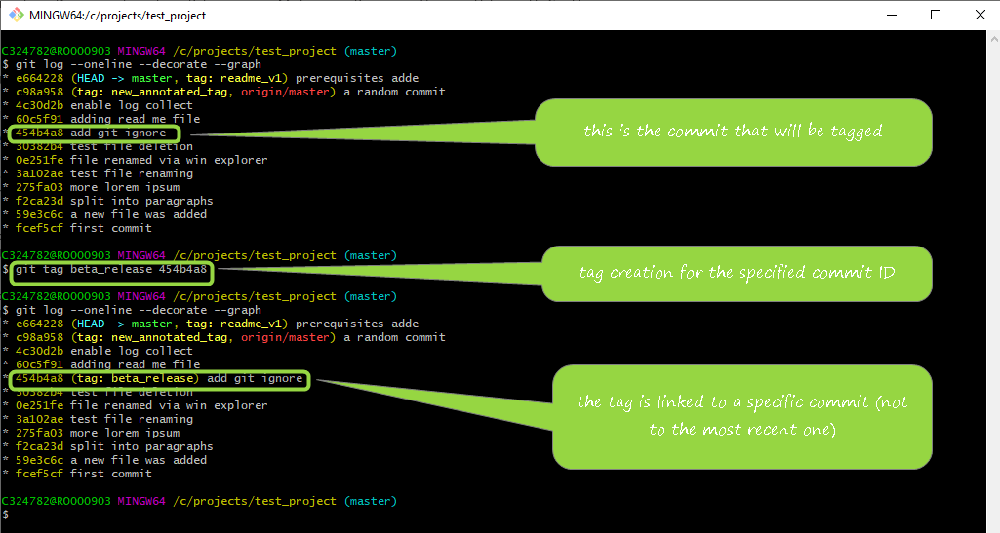 MINGW64:/c/projects/test_project
C324782@RO000903 MINGW64 /c/projects/test_project (master)
$ git log --oneline --decorate --graph
* e664228 (HEAD -> master, tag: readme_v1) prerequisites adde
* c98a958 (tag: new_annotated_tag, origin/master) a random commit
* 4c30d2b enable log collect
* 60c5f91 adding read me file
* 454b4a8 add git ignore
this is the commit that will be tagged
* 30382b4 test file deletion
* 0e251fe file renamed via win explorer
* 3a102ae test file renaming
* 275fa03 more lorem ipsum
* f2ca23d split into paragraphs
* 59e3c6c a new file was added
* fcef5cf first commit
C324782@RO000903 MINGW64 /c/projects/test_project (master)
$ git tag beta_release 454b4a8
tag creation for the specified commit ID
C324782@RO000903 MINGW64 /c/projects/test_project (master)
$ git log --oneline --decorate --graph
* e664228 (HEAD -> master, tag: readme_v1) prerequisites adde
* c98a958 (tag: new_annotated_tag, origin/master) a random commit
* 4c30d2b enable log collect
* 60c5f91 adding read me file
* 454b4a8 (tag: beta_release) add git ignore
the tag is linked to a specific commit (not
to the most recent one)
* 30382b4 test file deletion
* 0e251fe file renamed via win explorer
* 3a102ae test file renaming
* 275fa03 more lorem ipsum
* f2ca23d split into paragraphs
* 59e3c6c a new file was added
* fcef5cf first commit
C324782@RO000903 MINGW64 /c/projects/test_project (master)
$